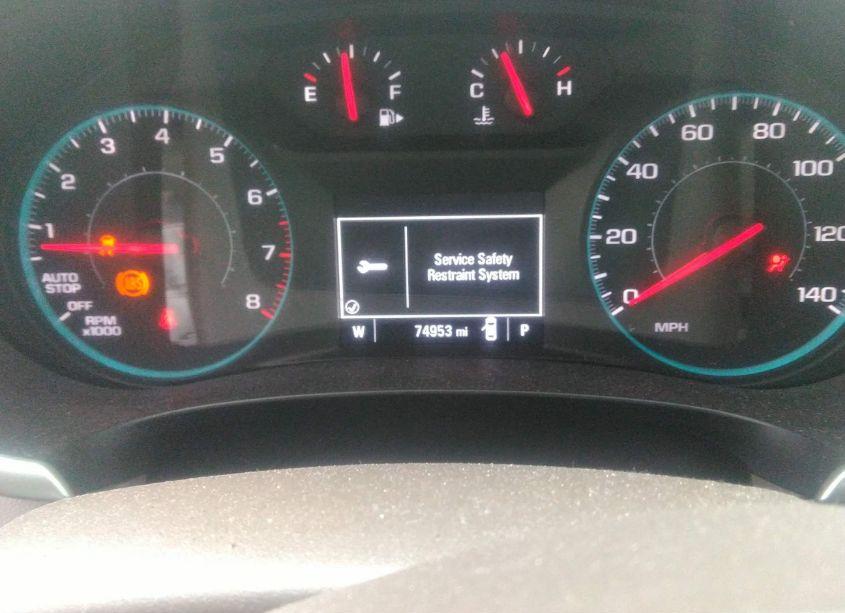 E
F
C
H
1
2
3
4
5
6
7
8
AUTO
STOP
OFF
RPM
x1000
Service Safety
Restraint System
W
74953 mi
P
0
20
40
60
80
100
120
140
MPH